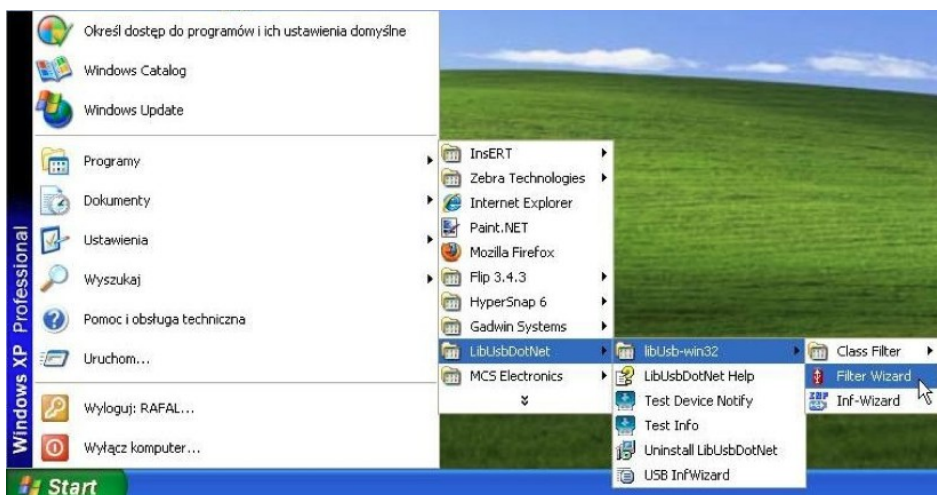 Określ dostęp do programów i ich ustawienia domyślne
Windows Catalog
Windows Update
Programy
Dokumenty
Ustawienia
Wyszukaj
Pomoc i obsługa techniczna
Uruchom...
Wyloguj: RAFAL...
Wyłącz komputer...
Windows XP Professional
Start
InsERT
Zebra Technologies
Internet Explorer
Paint.NET
Mozilla Firefox
Flip 3.4.3
HyperSnap 6
Gadwin Systems
LibUsbDotNet
MCS Electronics
libUsb-win32
LibUsbDotNet Help
Test Device Notify
Test Info
Uninstall LibUsbDotNet
USB InfWizard
Class Filter
Filter Wizard
Inf-Wizard